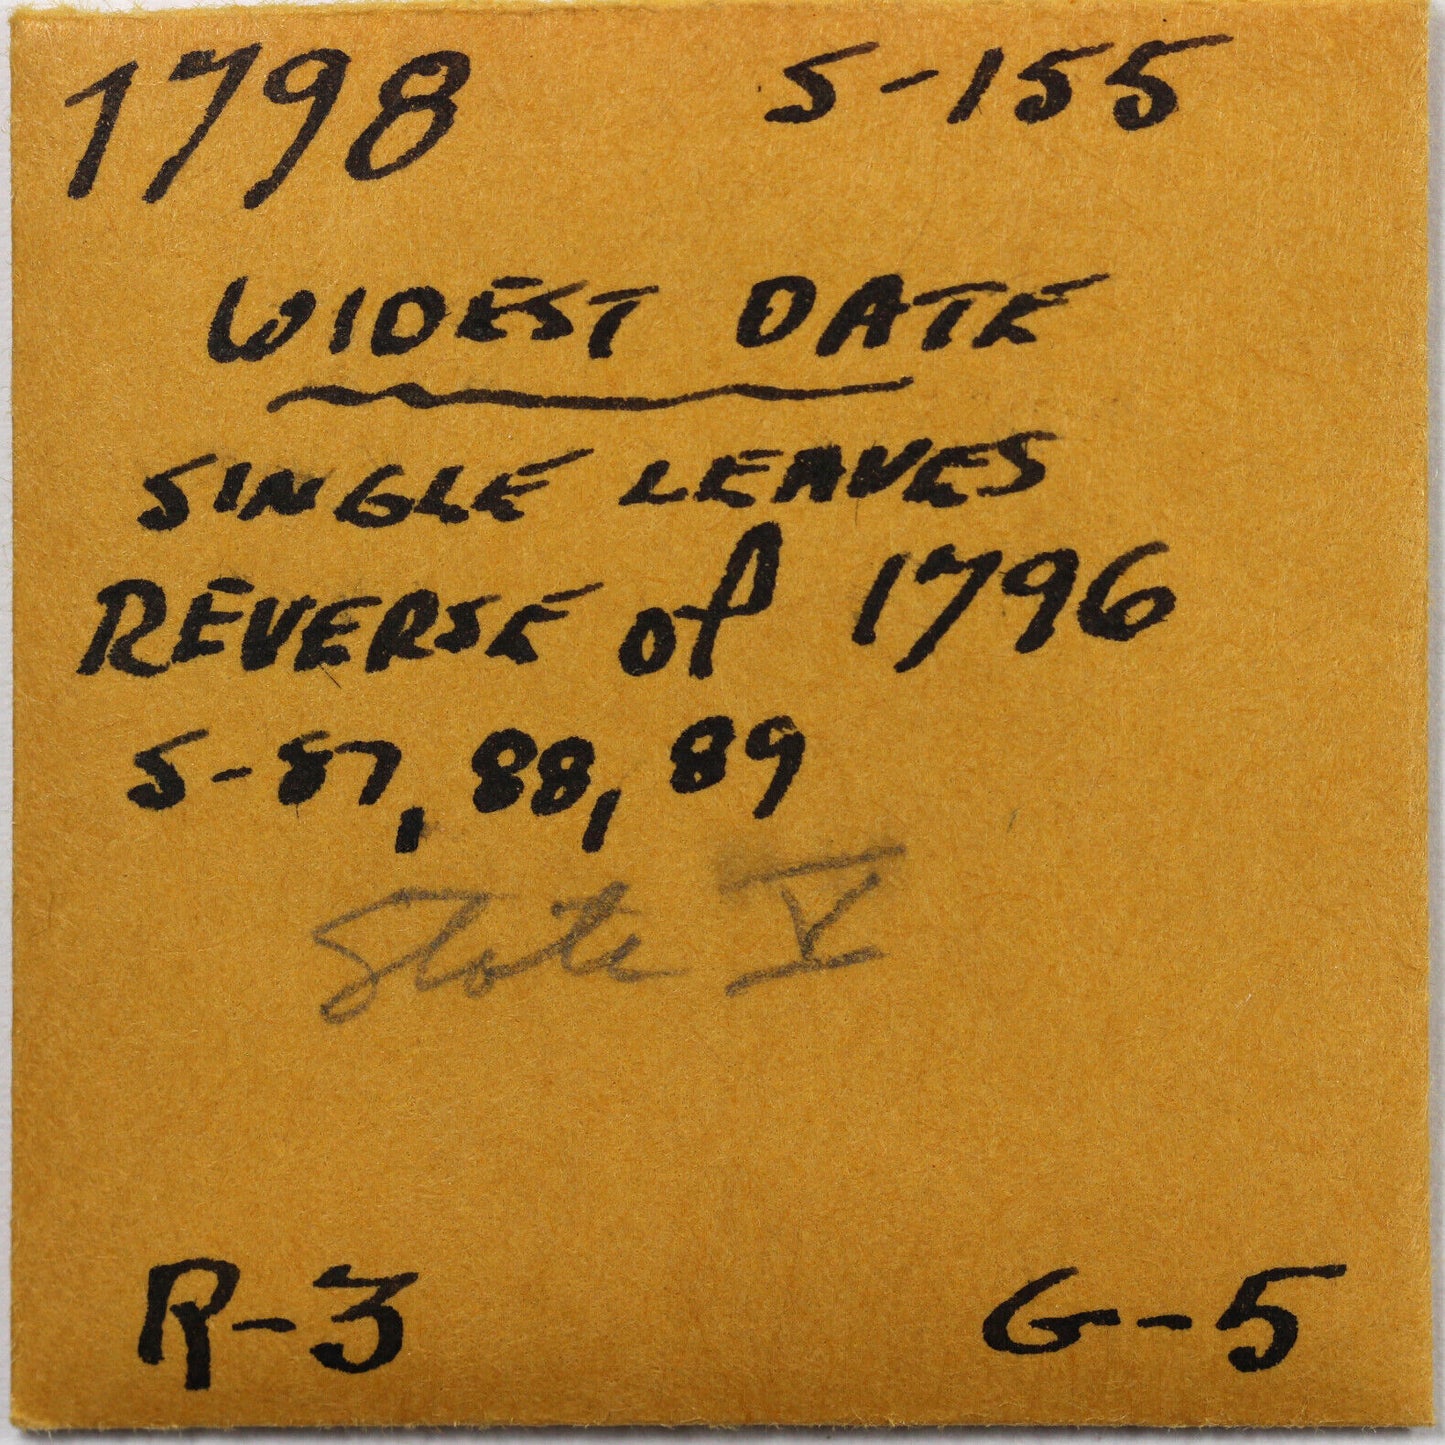 1798 S-155
WIDEST DATE
SINGLE LEAVES
REVERSE of 1796
S-87, 88, 89
State V
R-3 G-5